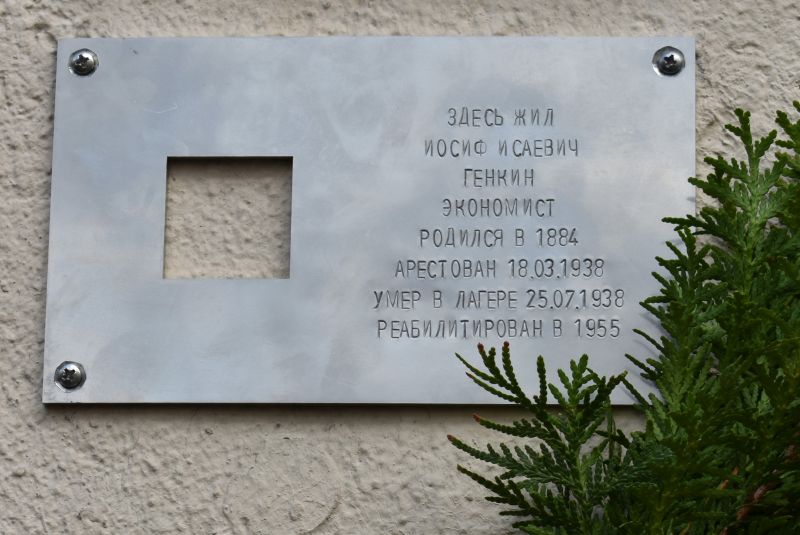 ЗДЕСЬ ЖИЛ
ИОСИФ ИСАЕВИЧ
ГЕНКИН
ЭКОНОМИСТ
РОДИЛСЯ В 1884
АРЕСТОВАН 18.03.1938
УМЕР В ЛАГЕРЕ 25.07.1938
РЕАБИЛИТИРОВАН В 1955